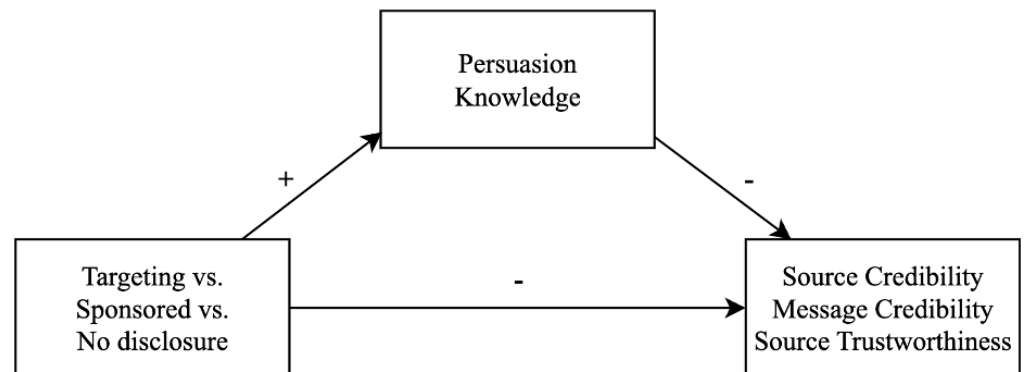 Persuasion
Knowledge
+
-
Targeting vs.
Sponsored vs.
No disclosure
-
Source Credibility
Message Credibility
Source Trustworthiness